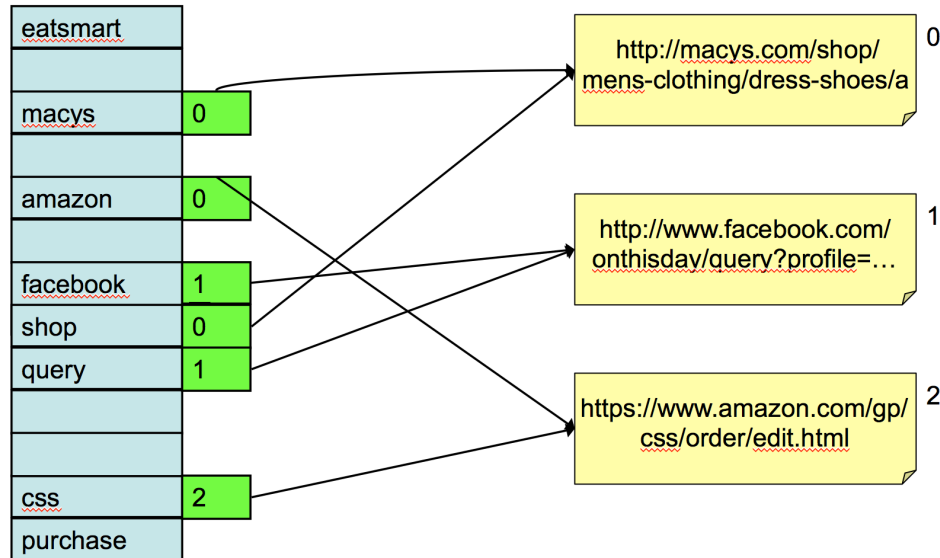 eatsmart
macys 0
amazon 0
facebook 1
shop 0
query 1
css 2
purchase
http://macys.com/shop/
mens-clothing/dress-shoes/a
0
http://www.facebook.com/
onthisday/query?profile=…
1
https://www.amazon.com/gp/
css/order/edit.html
2